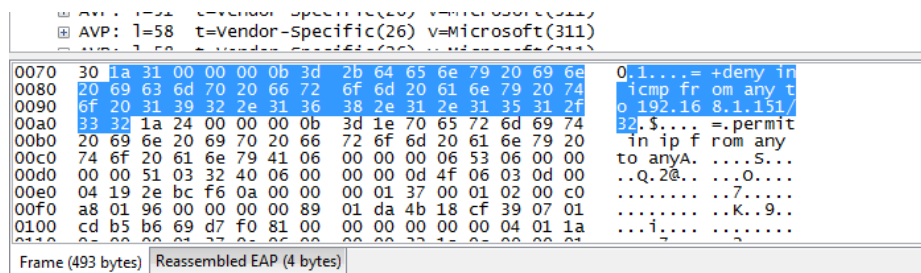 AVP: l=58 t=Vendor-Specific(26) v=Microsoft(311)
0070 30 1a 31 00 00 00 0b 3d 2b 64 65 6e 79 20 69 6e 0.1....= +deny in
0080 20 69 63 6d 70 20 66 72 6f 6d 20 61 6e 79 20 74 icmp fr om any t
0090 6f 20 31 39 32 2e 31 36 38 2e 31 2e 31 35 31 2f o 192.16 8.1.151/
00a0 33 32 1a 24 00 00 00 0b 3d 1e 70 65 72 6d 69 74 32.$.... =.permit
00b0 20 69 6e 20 69 70 20 66 72 6f 6d 20 61 6e 79 20 in ip f rom any
00c0 74 6f 20 61 6e 79 41 06 00 00 00 06 53 06 00 00 to anyA. ....S...
00d0 00 00 51 03 32 40 06 00 00 00 0d 4f 06 03 0d 00 ..Q.2@.. ...O....
00e0 04 19 2e bc f6 0a 00 00 00 01 37 00 01 02 00 c0 ........ ..7.....
00f0 a8 01 96 00 00 00 00 89 01 da 4b 18 cf 39 07 01 ........ ..K..9..
0100 cd b5 b6 69 d7 f0 81 00 00 00 00 00 00 04 01 1a ...i.... ........
Frame (493 bytes) Reassembled EAP (4 bytes)